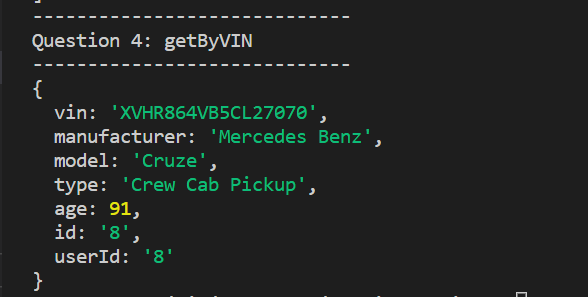 ]
------------------------------
Question 4: getByVIN
------------------------------
{
  vin: 'XVHR864VB5CL27070',
  manufacturer: 'Mercedes Benz',
  model: 'Cruze',
  type: 'Crew Cab Pickup',
  age: 91,
  id: '8',
  userId: '8'
}